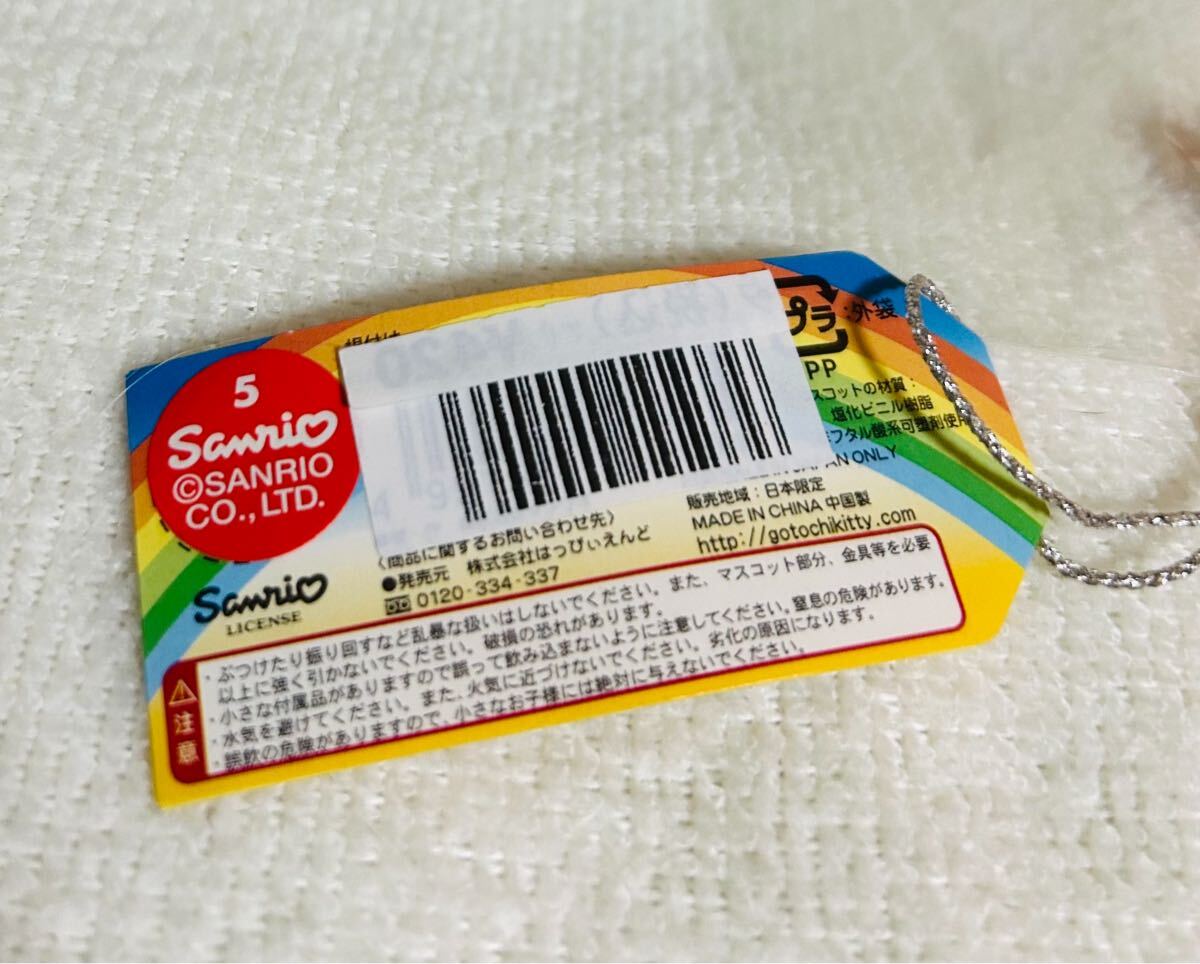 5
Sanrio
©SANRIO
CO., LTD.
Sanrio
LICENSE
プラ
:外袋
PP
スコットの材質:
塩化ビニル樹脂
フタル酸系可塑剤使用
JAPAN ONLY
販売地域:日本限定
MADE IN CHINA 中国製
http://gotochikitty.com
〈商品に関するお問い合わせ先〉
●発売元 株式会社はっぴぃえんど
0120-334-337
注意
・ぶつけたり振り回すなど乱暴な扱いはしないでください。また、マスコット部分、金具等を必要
以上に強く引かないでください。破損の恐れがあります。
・小さな付属品がありますので誤って飲み込まないように注意してください。窒息の危険があります。
・水気を避けてください。また、火気に近づけないでください。劣化の原因になります。
・誤飲の危険がありますので、小さなお子様には絶対に与えないでください。